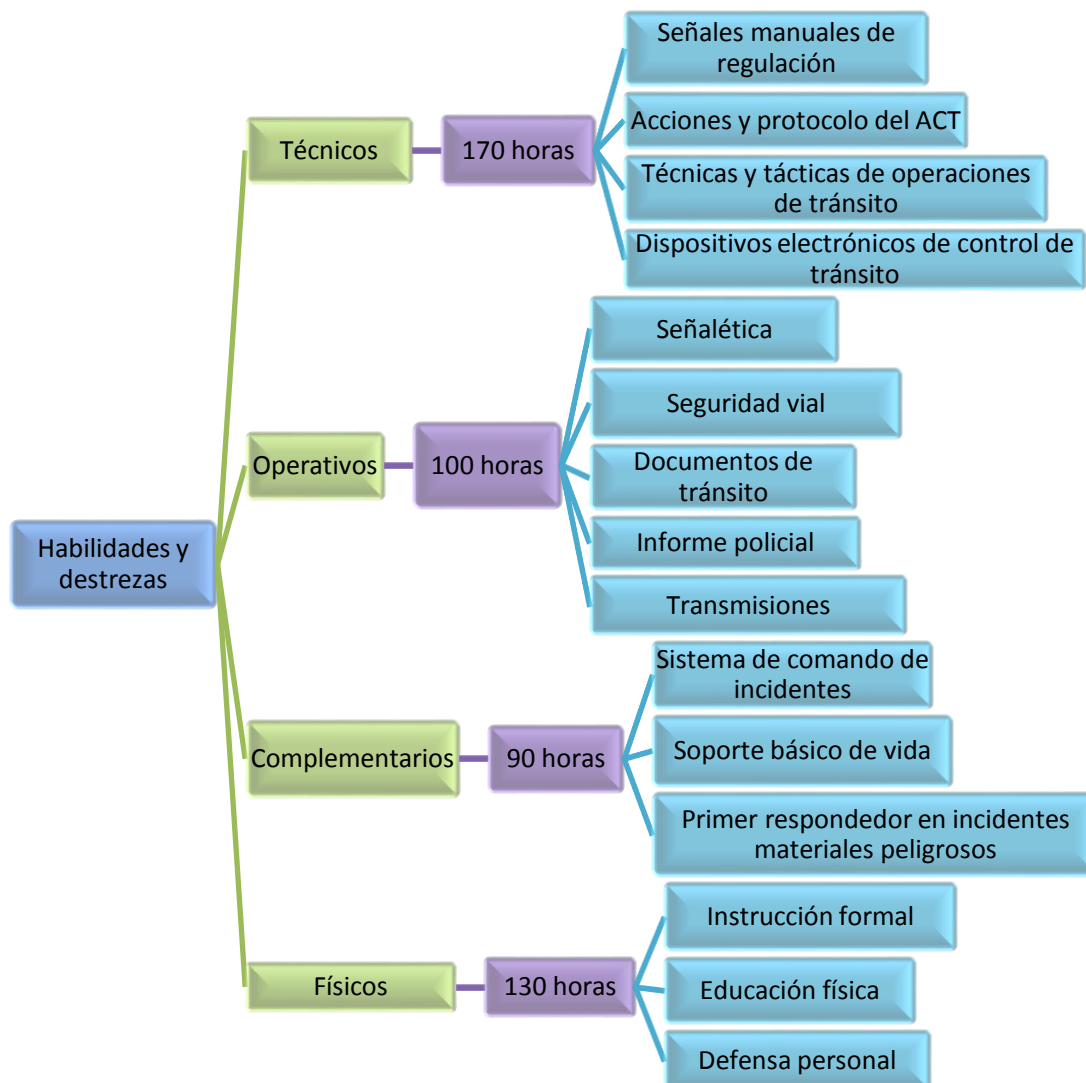 Habilidades y
destrezas
Técnicos
170 horas
Señales manuales de
regulación
Acciones y protocolo del ACT
Técnicas y tácticas de operaciones
de tránsito
Dispositivos electrónicos de control de
tránsito
Operativos
100 horas
Señalética
Seguridad vial
Documentos de
tránsito
Informe policial
Transmisiones
Complementarios
90 horas
Sistema de comando de
incidentes
Soporte básico de vida
Primer respondedor en incidentes
materiales peligrosos
Físicos
130 horas
Instrucción formal
Educación física
Defensa personal